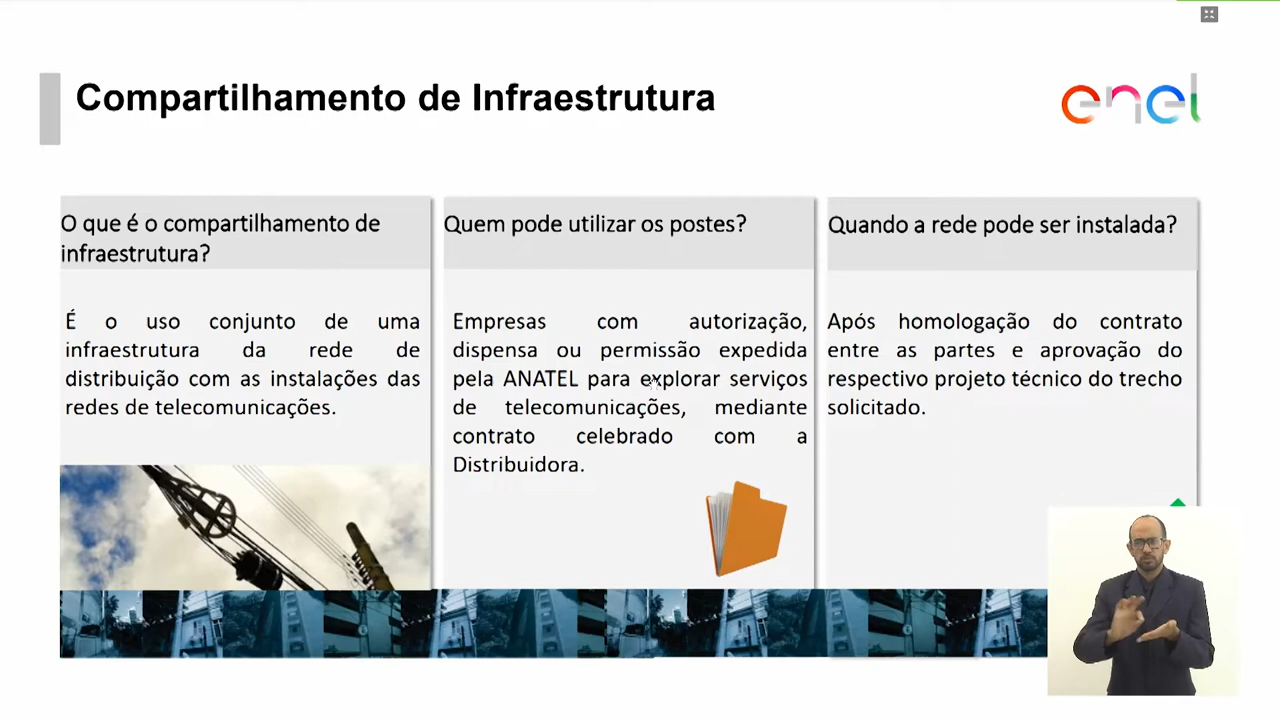 Compartilhamento de Infraestrutura
enel
O que é o compartilhamento de
infraestrutura?
É o uso conjunto de uma
infraestrutura da rede de
distribuição com as instalações das
redes de telecomunicações.
Quem pode utilizar os postes?
Empresas com autorização,
dispensa ou permissão expedida
pela ANATEL para explorar serviços
de telecomunicações, mediante
contrato celebrado com a
Distribuidora.
Quando a rede pode ser instalada?
Após homologação do contrato
entre as partes e aprovação do
respectivo projeto técnico do trecho
solicitado.